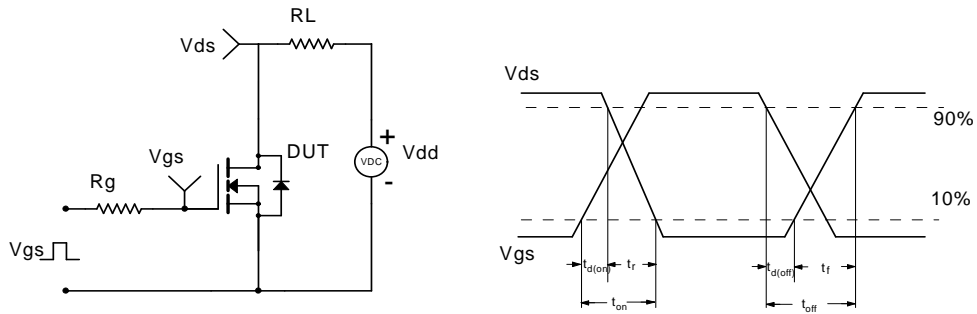 RL
Vds
Vgs
DUT
Rg
+
VDC
Vdd
-
Vgs
Vds
90%
10%
Vgs
td(on)
tr
ton
td(off)
tf
toff